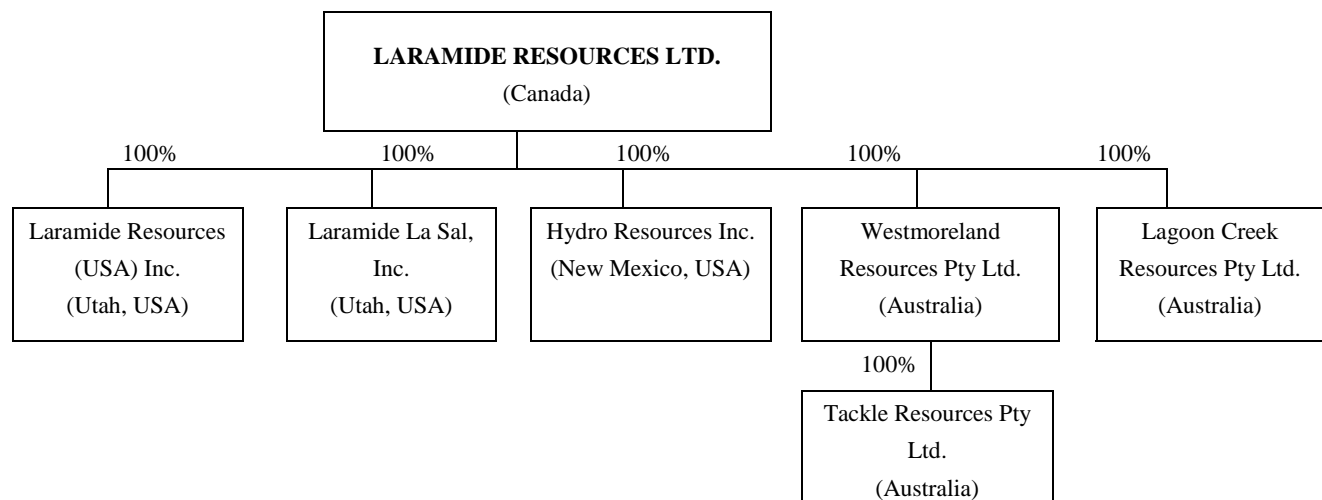 LARAMIDE RESOURCES LTD.
(Canada)
100%
100%
100%
100%
100%
Laramide Resources
(USA) Inc.
(Utah, USA)
Laramide La Sal,
Inc.
(Utah, USA)
Hydro Resources Inc.
(New Mexico, USA)
Westmoreland
Resources Pty Ltd.
(Australia)
Lagoon Creek
Resources Pty Ltd.
(Australia)
100%
Tackle Resources Pty
Ltd.
(Australia)